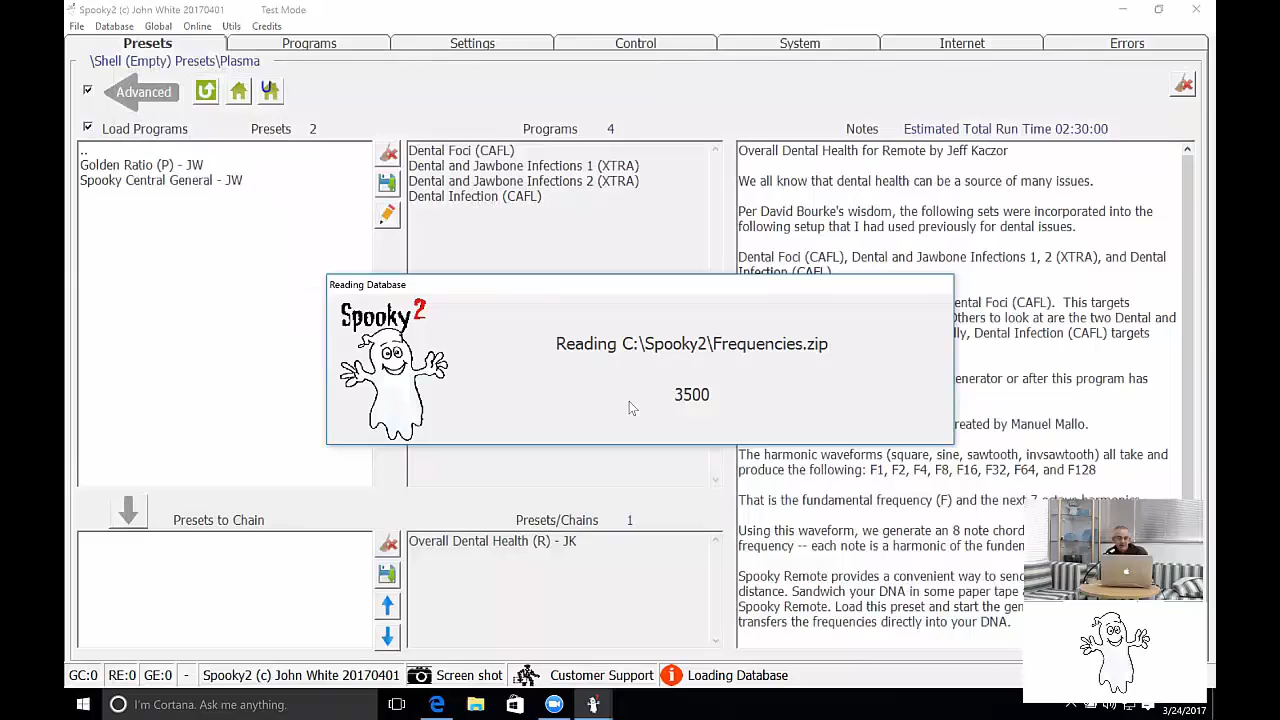 Spooky2 (c) John White 20170401 Test Mode
File Database Global Online Utils Credits
Presets Programs Settings Control System Internet Errors
\Shell (Empty) Presets\Plasma
Advanced
Load Programs Presets 2 Programs 4 Notes Estimated Total Run Time 02:30:00
..
Golden Ratio (P) - JW
Spooky Central General - JW
Dental Foci (CAFL)
Dental and Jawbone Infections 1 (XTRA)
Dental and Jawbone Infections 2 (XTRA)
Dental Infection (CAFL)
Overall Dental Health for Remote by Jeff Kaczor
We all know that dental health can be a source of many issues.
Per David Bourke's wisdom, the following sets were incorporated into the
following setup that I had used previously for dental issues.
Dental Foci (CAFL), Dental and Jawbone Infections 1, 2 (XTRA), and Dental
Infection (CAFL)
ental Foci (CAFL). This targets
Others to look at are the two Dental and
lly, Dental Infection (CAFL) targets
enerator or after this program has
reated by Manuel Mallo.
The harmonic waveforms (square, sine, sawtooth, invsawtooth) all take and
produce the following: F1, F2, F4, F8, F16, F32, F64, and F128
That is the fundamental frequency (F) and the next 7 octave harmonics
Using this waveform, we generate an 8 note chord
frequency -- each note is a harmonic of the fundam
Spooky Remote provides a convenient way to send
distance. Sandwich your DNA in some paper tape
Spooky Remote. Load this preset and start the gen
transfers the frequencies directly into your DNA.
Reading Database
Spooky2
Reading C:\Spooky2\Frequencies.zip
3500
Presets to Chain Presets/Chains 1
Overall Dental Health (R) - JK
GC:0 RE:0 GE:0 - Spooky2 (c) John White 20170401 Screen shot Customer Support Loading Database
I'm Cortana. Ask me anything.
3/24/2017